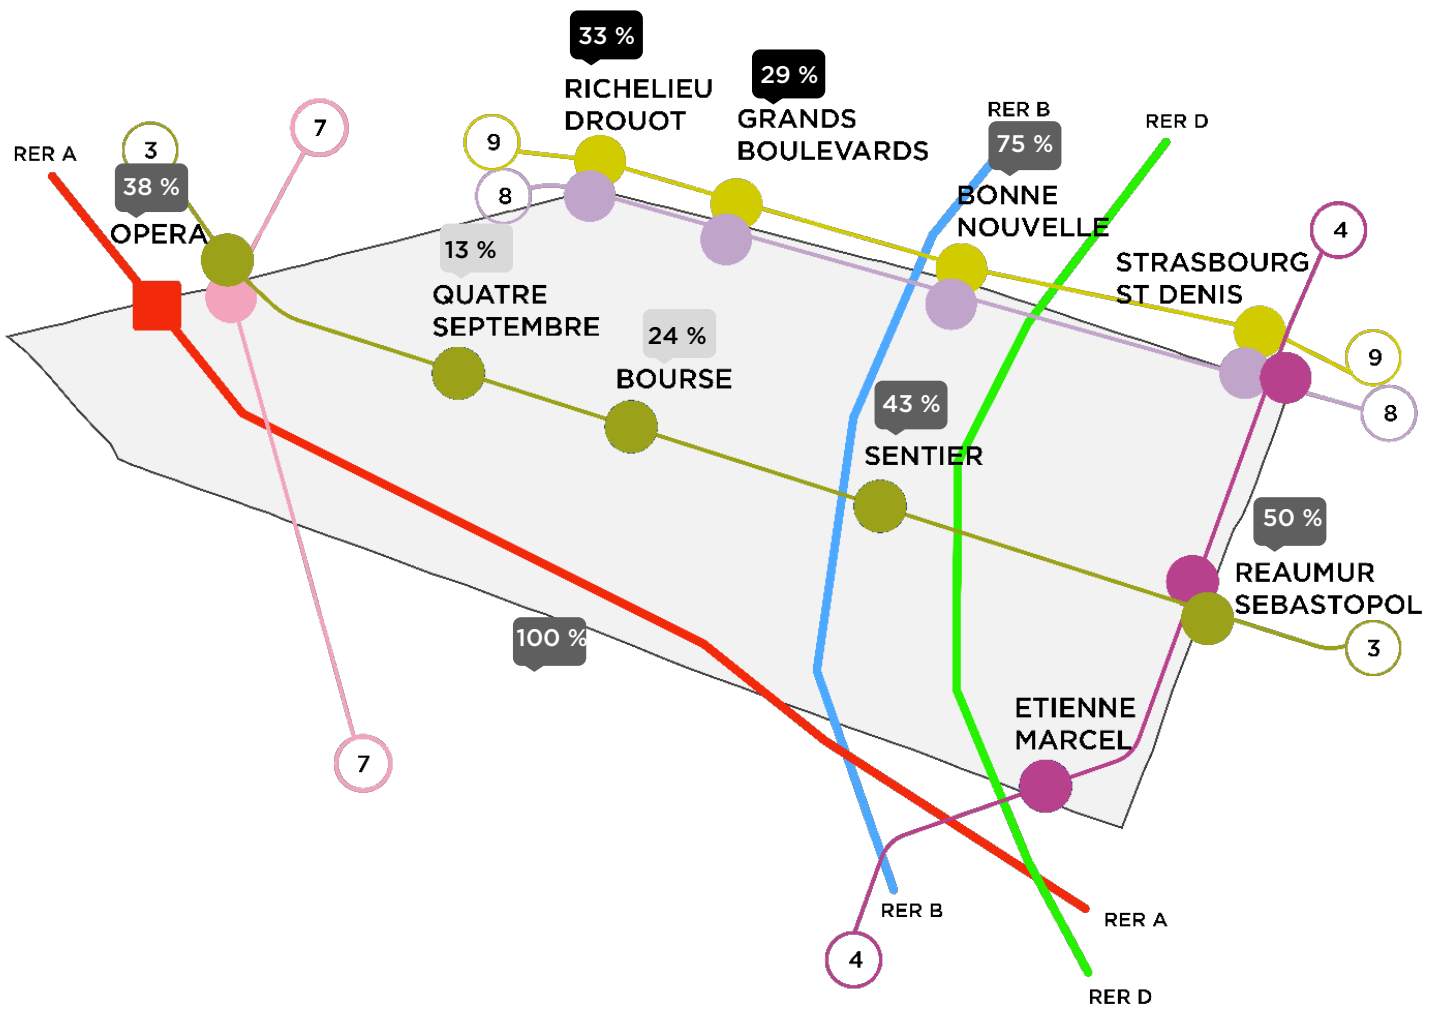 33 %
RICHELIEU
DROUOT
29 %
GRANDS
BOULEVARDS
RER B
75 %
BONNE
NOUVELLE
RER D
7
3
RER A
38 %
OPERA
9
8
13 %
QUATRE
SEPTEMBRE
24 %
BOURSE
4
STRASBOURG
ST DENIS
9
8
43 %
SENTIER
50 %
REAUMUR
SEBASTOPOL
3
100 %
ETIENNE
MARCEL
7
RER B
4
RER A
RER D